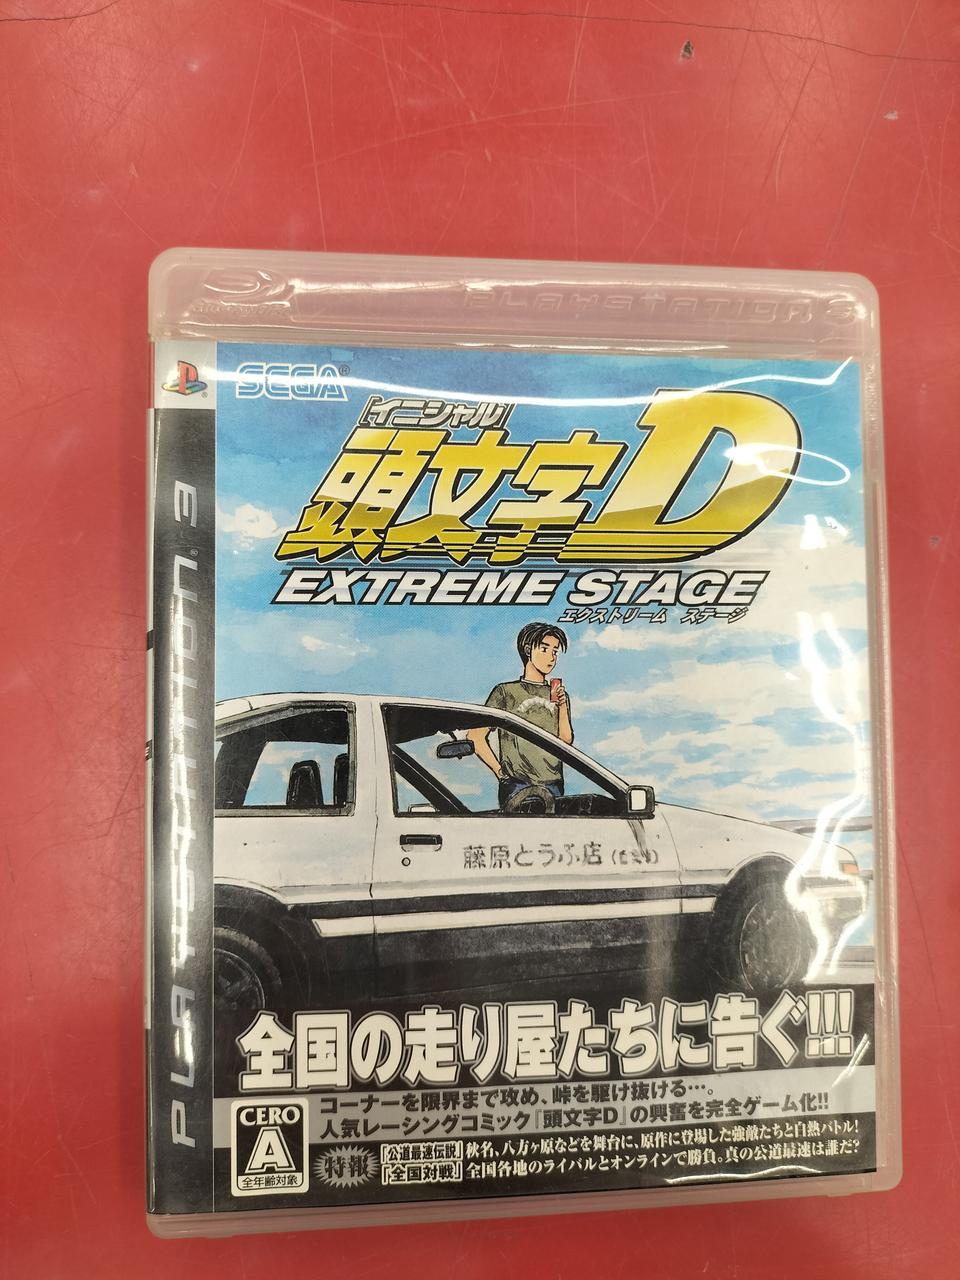 PLAYSTATION 3
SEGA
[イニシャル]
頭文字D
EXTREME STAGE
エクストリーム ステージ
藤原とうふ店
PLAYSTATION 3
全国の走り屋たちに告ぐ!!!
コーナーを限界まで攻め、峠を駆け抜ける…。
人気レーシングコミック『頭文字D』の興奮を完全ゲーム化!!
CERO
A
全年齢対象
特報
「公道最速伝説」秋名、八方ヶ原などを舞台に、原作に登場した強敵たちと白熱バトル!
「全国対戦」全国各地のライバルとオンラインで勝負。真の公道最速は誰だ?